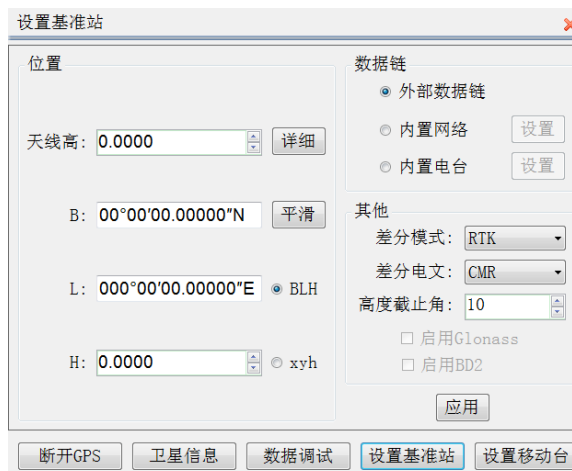 设置基准站
位置
天线高: 0.0000 详细
B: 00°00′00.00000″N 平滑
L: 000°00′00.00000″E BLH
H: 0.0000 xyh
数据链
外部数据链
内置网络 设置
内置电台 设置
其他
差分模式: RTK
差分电文: CMR
高度截止角: 10
启用Glonass
启用BD2
应用
断开GPS 卫星信息 数据调试 设置基准站 设置移动台